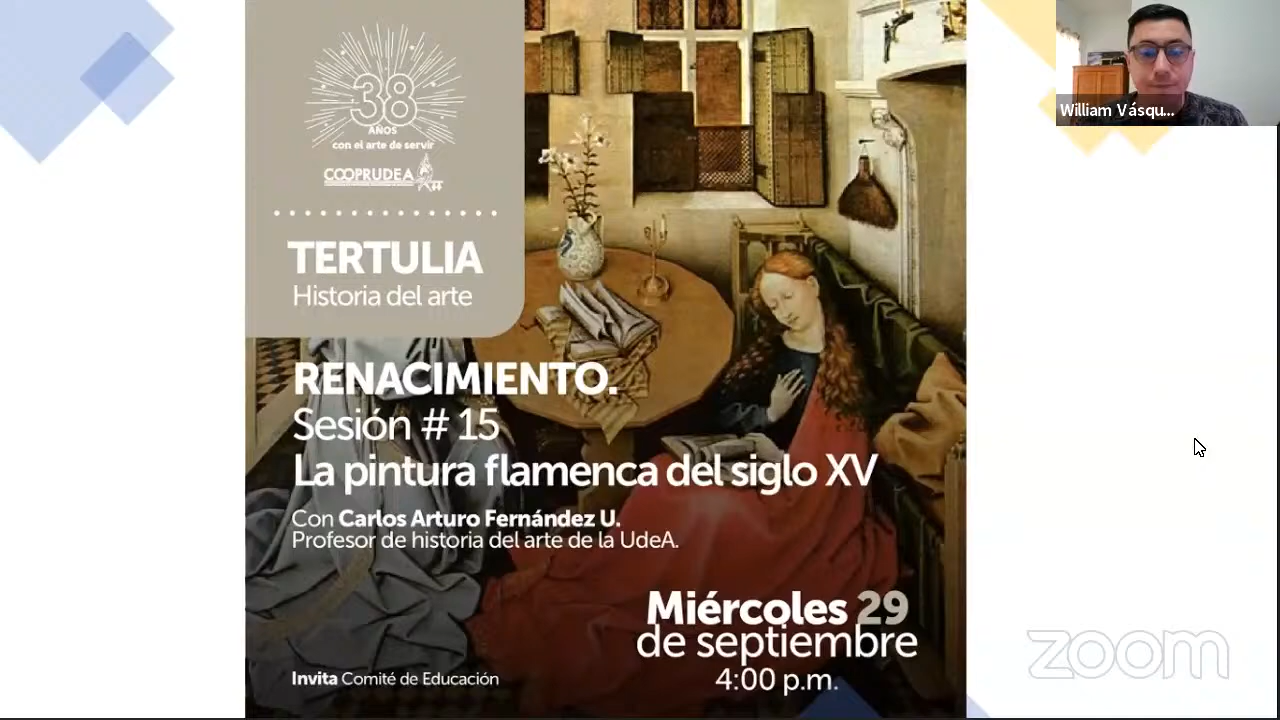 38
AÑOS
con el arte de servir
COOPRUDEA
TERTULIA
Historia del arte
RENACIMIENTO.
Sesión # 15
La pintura flamenca del siglo XV
Con Carlos Arturo Fernández U.
Profesor de historia del arte de la UdeA.
Miércoles 29
de septiembre
4:00 p.m.
Invita Comité de Educación
William Vásqu...
zoom